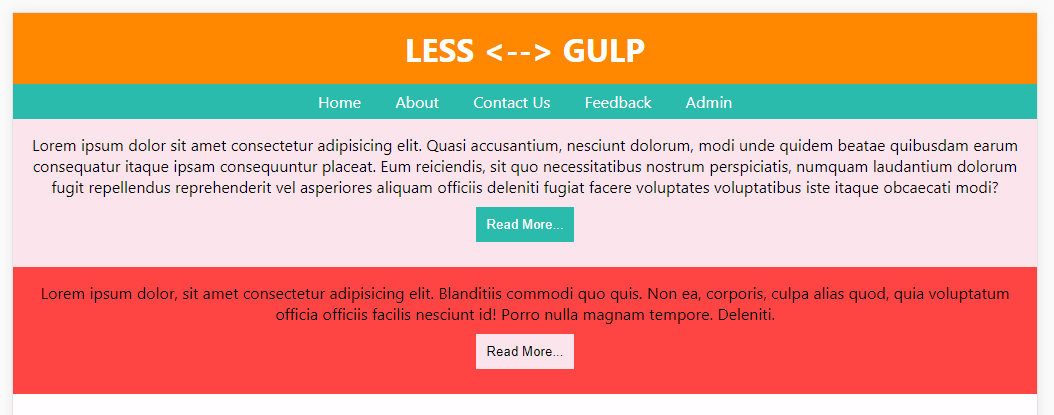 LESS <--> GULP
Home About Contact Us Feedback Admin
Lorem ipsum dolor sit amet consectetur adipisicing elit. Quasi accusantium, nesciunt dolorum, modi unde quidem beatae quibusdam earum
consequatur itaque ipsam consequuntur placeat. Eum reiciendis, sit quo necessitatibus nostrum perspiciatis, numquam laudantium dolorum
fugit repellendus reprehenderit vel asperiores aliquam officiis deleniti fugiat facere voluptates voluptatibus iste itaque obcaecati modi?
Read More...
Lorem ipsum dolor, sit amet consectetur adipisicing elit. Blanditiis commodi quo quis. Non ea, corporis, culpa alias quod, quia voluptatum
officia officiis facilis nesciunt id! Porro nulla magnam tempore. Deleniti.
Read More...